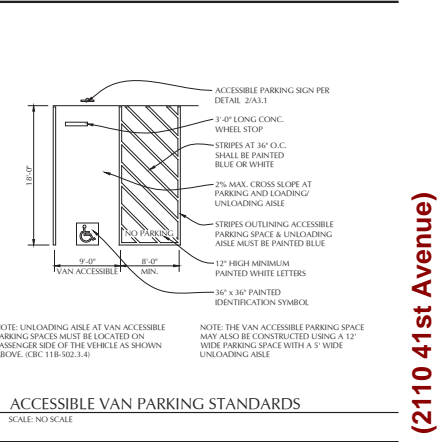 ACCESSIBLE PARKING SIGN PER
DETAIL 2/A3.1
3'-0" LONG CONC.
WHEEL STOP
STRIPES AT 36" O.C.
SHALL BE PAINTED
BLUE OR WHITE
18'-0"
2% MAX. CROSS SLOPE AT
PARKING AND LOADING/
UNLOADING AISLE
STRIPES OUTLINING ACCESSIBLE
PARKING SPACE & UNLOADING
AISLE MUST BE PAINTED BLUE
NO PARKING
9'-0"
VAN ACCESSIBLE
8'-0"
MIN.
12" HIGH MINIMUM
PAINTED WHITE LETTERS
36" x 36" PAINTED
IDENTIFICATION SYMBOL
OTE: UNLOADING AISLE AT VAN ACCESSIBLE
ARKING SPACES MUST BE LOCATED ON
ASSENGER SIDE OF THE VEHICLE AS SHOWN
BOVE. (CBC 11B-502.3.4)
NOTE: THE VAN ACCESSIBLE PARKING SPACE
MAY ALSO BE CONSTRUCTED USING A 12'
WIDE PARKING SPACE WITH A 5' WIDE
UNLOADING AISLE
ACCESSIBLE VAN PARKING STANDARDS
SCALE: NO SCALE
(2110 41st Avenue)